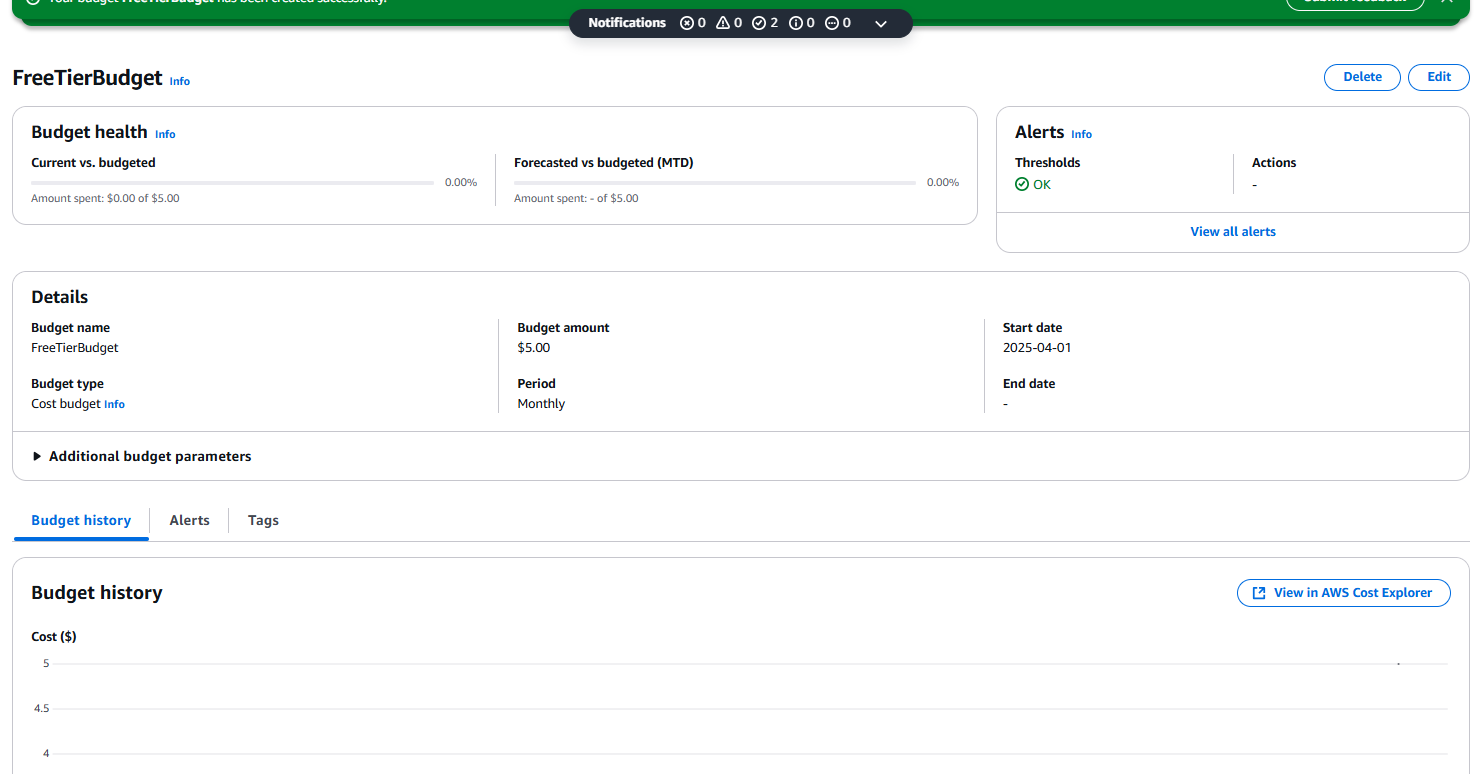 Your budget FreeTierBudget has been created successfully.
Submit feedback
Notifications 0 0 2 0 0
FreeTierBudget Info
Delete Edit
Budget health Info
Current vs. budgeted
0.00%
Amount spent: $0.00 of $5.00
Forecasted vs budgeted (MTD)
0.00%
Amount spent: - of $5.00
Alerts Info
Thresholds
OK
Actions
-
View all alerts
Details
Budget name
FreeTierBudget
Budget type
Cost budget Info
Budget amount
$5.00
Period
Monthly
Start date
2025-04-01
End date
-
Additional budget parameters
Budget history Alerts Tags
Budget history
View in AWS Cost Explorer
Cost ($)
5
4.5
4